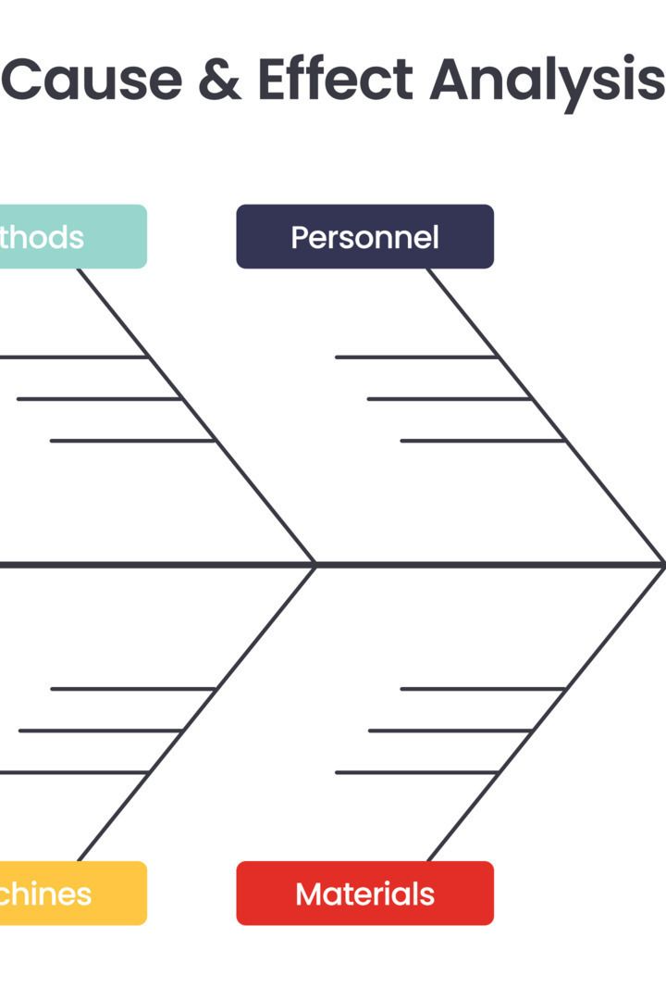 Cause & Effect Analysis
thods
Personnel
chines
Materials